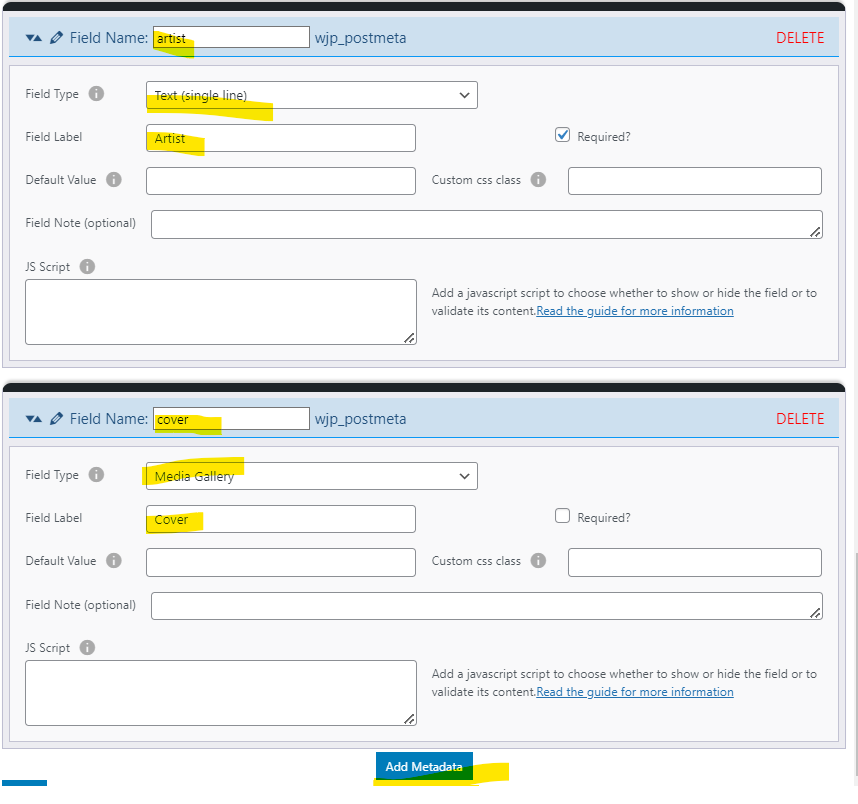 Field Name: artist wjp_postmeta DELETE
Field Type Text (single line)
Field Label Artist Required?
Default Value Custom css class
Field Note (optional)
JS Script
Add a javascript script to choose whether to show or hide the field or to
validate its content.Read the guide for more information
Field Name: cover wjp_postmeta DELETE
Field Type Media Gallery
Field Label Cover Required?
Default Value Custom css class
Field Note (optional)
JS Script
Add a javascript script to choose whether to show or hide the field or to
validate its content.Read the guide for more information
Add Metadata